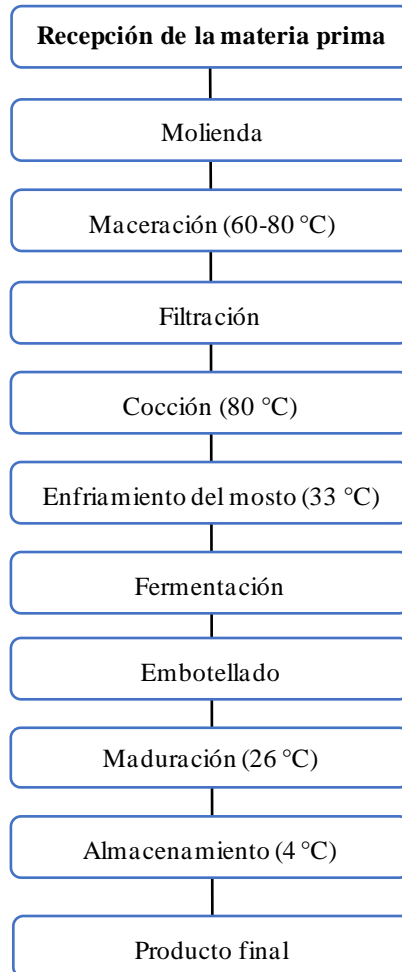 Recepción de la materia prima
Molienda
Maceración (60-80 °C)
Filtración
Cocción (80 °C)
Enfriamiento del mosto (33 °C)
Fermentación
Embotellado
Maduración (26 °C)
Almacenamiento (4 °C)
Producto final